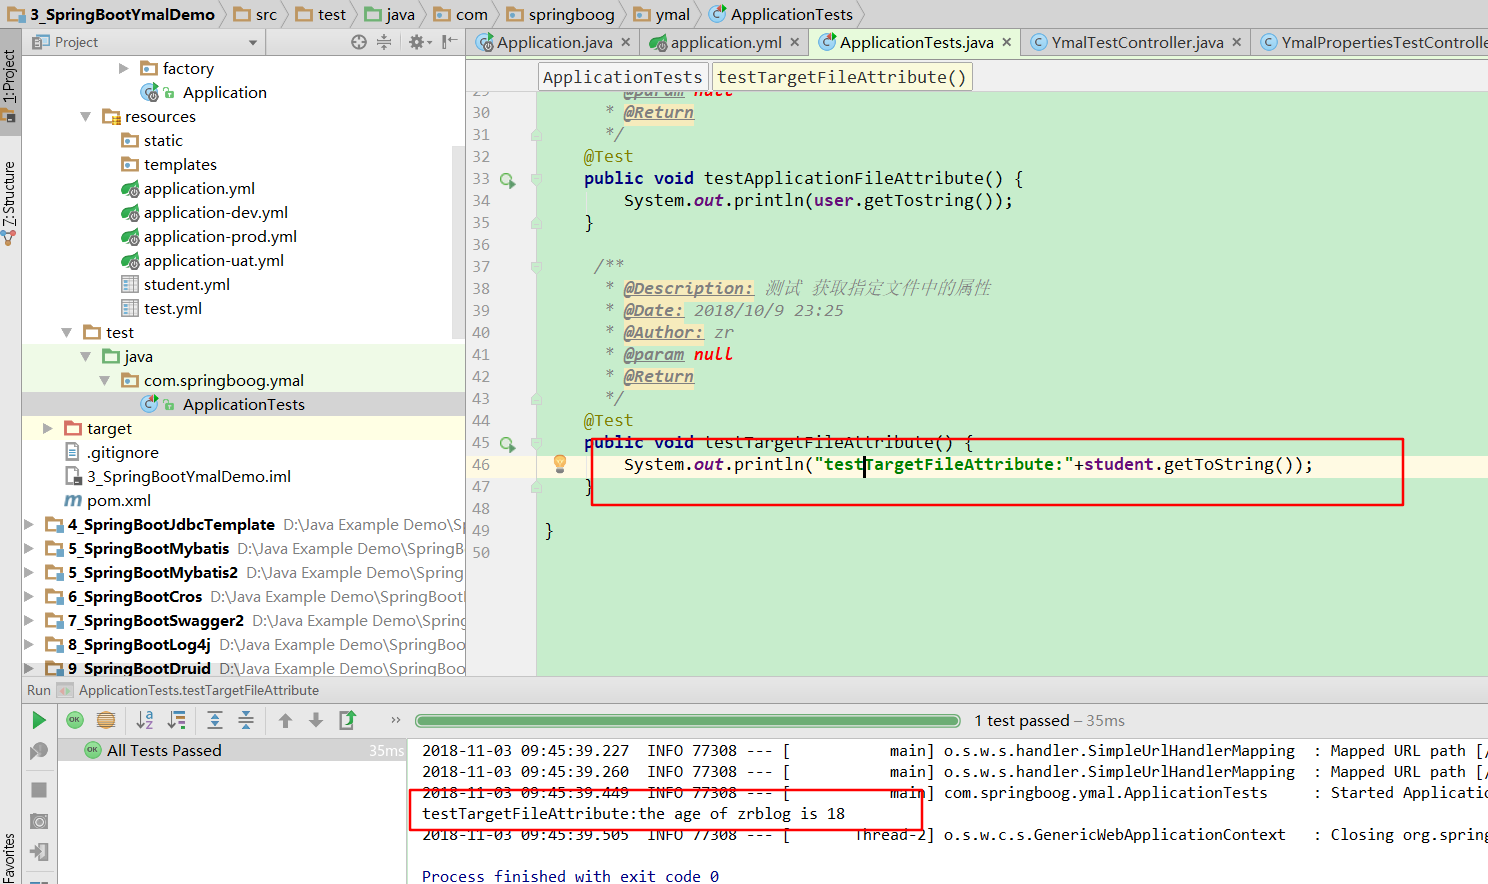 3_SpringBootYmalDemo src test java com springboog ymal ApplicationTests
Project
Application.java application.yml ApplicationTests.java YmalTestController.java YmalPropertiesTestControlle
1:Project
7:Structure
Favorites
factory
Application
resources
static
templates
application.yml
application-dev.yml
application-prod.yml
application-uat.yml
student.yml
test.yml
test
java
com.springboog.ymal
ApplicationTests
target
.gitignore
3_SpringBootYmalDemo.iml
pom.xml
4_SpringBootJdbcTemplate D:\Java Example Demo\Sp
5_SpringBootMybatis D:\Java Example Demo\SpringB
5_SpringBootMybatis2 D:\Java Example Demo\Spring
6_SpringBootCros D:\Java Example Demo\SpringBoot
7_SpringBootSwagger2 D:\Java Example Demo\Spring
8_SpringBootLog4j D:\Java Example Demo\SpringBoo
9_SpringBootDruid D:\Java Example Demo\SpringBoo
ApplicationTests testTargetFileAttribute()
29 @param null
30 * @Return
31 */
32 @Test
33 public void testApplicationFileAttribute() {
34 System.out.println(user.getTostring());
35 }
36
37 /**
38 * @Description: 测试 获取指定文件中的属性
39 * @Date: 2018/10/9 23:25
40 * @Author: zr
41 * @param null
42 * @Return
43 */
44 @Test
45 public void testTargetFileAttribute() {
46 System.out.println("testTargetFileAttribute:"+student.getToString());
47 }
48
49 }
50
Run ApplicationTests.testTargetFileAttribute
1 test passed – 35ms
All Tests Passed 35ms
2018-11-03 09:45:39.227 INFO 77308 --- [ main] o.s.w.s.handler.SimpleUrlHandlerMapping : Mapped URL path [/
2018-11-03 09:45:39.260 INFO 77308 --- [ main] o.s.w.s.handler.SimpleUrlHandlerMapping : Mapped URL path [/
2018-11-03 09:45:39.449 INFO 77308 --- [ main] com.springboog.ymal.ApplicationTests : Started Applicatio
testTargetFileAttribute:the age of zrblog is 18
2018-11-03 09:45:39.505 INFO 77308 --- [ Thread-2] o.s.w.c.s.GenericWebApplicationContext : Closing org.spring
Process finished with exit code 0